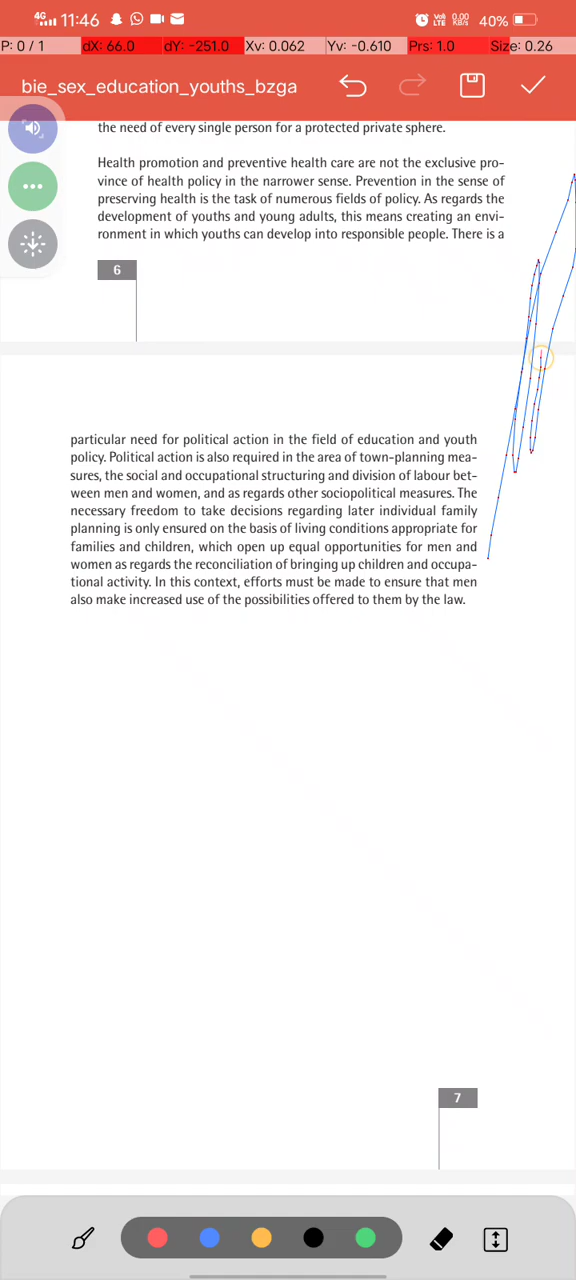 4G 11:46 Vo) LTE 0.00 KB/s 40%
P: 0 / 1 dX: 66.0 dY: -251.0 Xv: 0.062 Yv: -0.610 Prs: 1.0 Size: 0.26
bie_sex_education_youths_bzga
the need of every single person for a protected private sphere.
Health promotion and preventive health care are not the exclusive pro-
vince of health policy in the narrower sense. Prevention in the sense of
preserving health is the task of numerous fields of policy. As regards the
development of youths and young adults, this means creating an envi-
ronment in which youths can develop into responsible people. There is a
6
particular need for political action in the field of education and youth
policy. Political action is also required in the area of town-planning mea-
sures, the social and occupational structuring and division of labour bet-
ween men and women, and as regards other sociopolitical measures. The
necessary freedom to take decisions regarding later individual family
planning is only ensured on the basis of living conditions appropriate for
families and children, which open up equal opportunities for men and
women as regards the reconciliation of bringing up children and occupa-
tional activity. In this context, efforts must be made to ensure that men
also make increased use of the possibilities offered to them by the law.
7